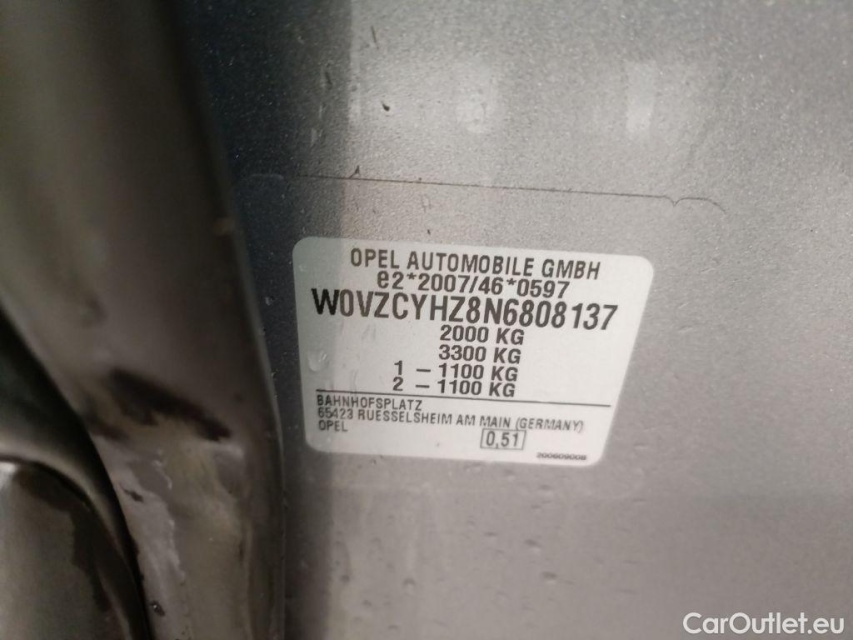 OPEL AUTOMOBILE GMBH
e2*2007/46*0597
W0VZCYHZ8N6808137
2000 KG
3300 KG
1 – 1100 KG
2 – 1100 KG
BAHNHOFSPLATZ
65423 RUESSELSHEIM AM MAIN (GERMANY)
OPEL
0,51
CarOutlet.eu